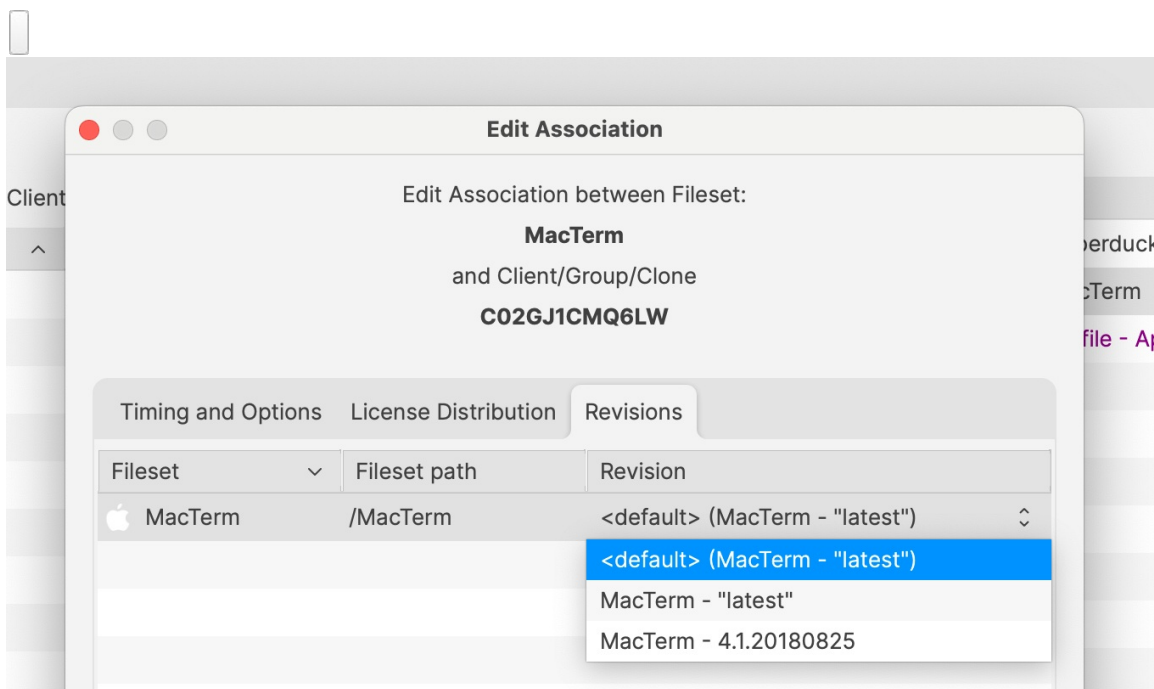 Edit Association
Edit Association between Fileset:
Client
MacTerm
and Client/Group/Clone
C02GJ1CMQ6LW
Timing and Options License Distribution Revisions
Fileset Fileset path Revision
MacTerm /MacTerm <default> (MacTerm - "latest")
<default> (MacTerm - "latest")
MacTerm - "latest"
MacTerm - 4.1.20180825